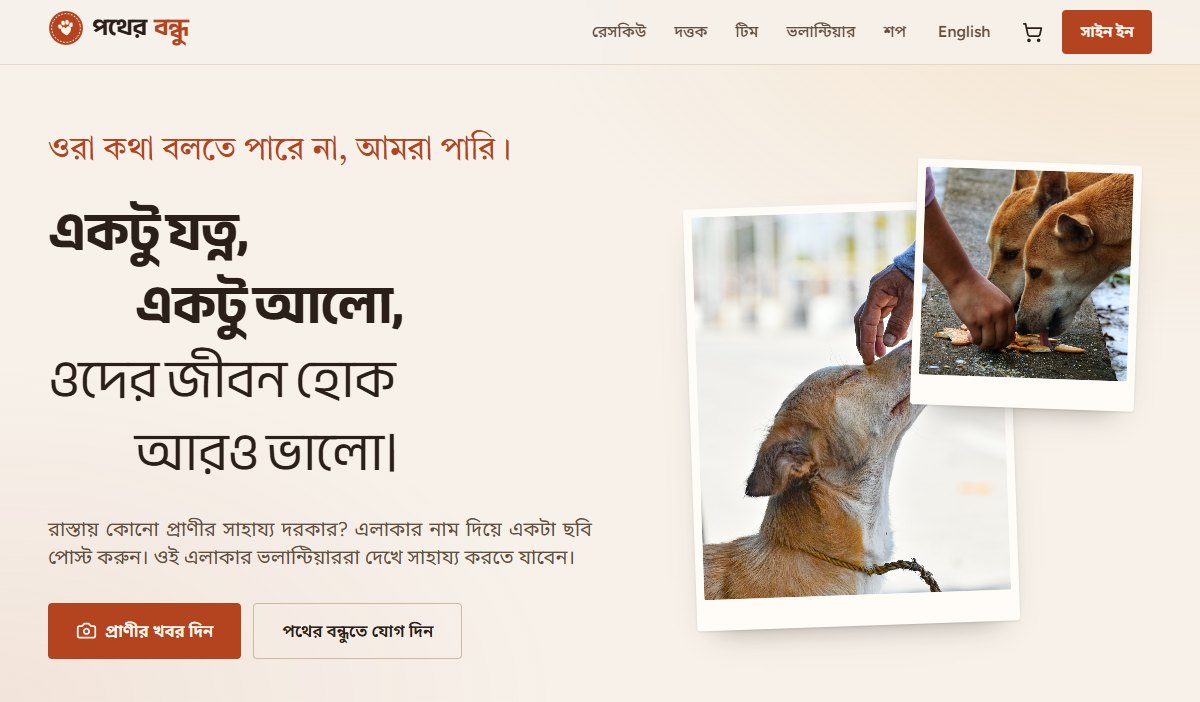 পথের বন্ধু
রেসকিউ দত্তক টিম ভলান্টিয়ার শপ English সাইন ইন
ওরা কথা বলতে পারে না, আমরা পারি।
একটু যত্ন,
একটু আলো,
ওদের জীবন হোক
আরও ভালো।
রাস্তায় কোনো প্রাণীর সাহায্য দরকার? এলাকার নাম দিয়ে একটা ছবি
পোস্ট করুন। ওই এলাকার ভলান্টিয়াররা দেখে সাহায্য করতে যাবেন।
প্রাণীর খবর দিন পথের বন্ধুতে যোগ দিন